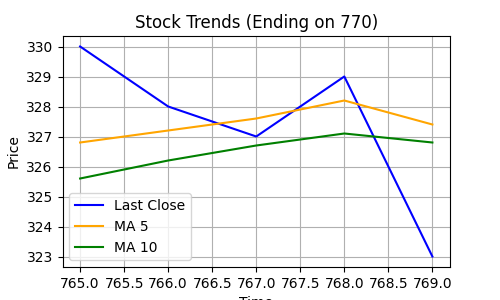 Stock Trends (Ending on 770)
Price
330
329
328
327
326
325
324
323
Last Close
MA 5
MA 10
765.0 765.5 766.0 766.5 767.0 767.5 768.0 768.5 769.0
Time